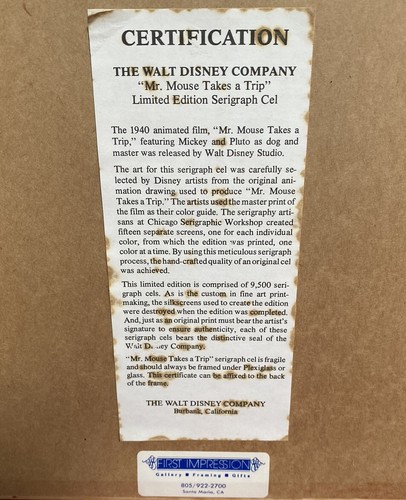 CERTIFICATION
THE WALT DISNEY COMPANY
"Mr. Mouse Takes a Trip"
Limited Edition Serigraph Cel
The 1940 animated film, "Mr. Mouse Takes a
Trip," featuring Mickey and Pluto as dog and
master was released by Walt Disney Studio.
The art for this serigraph cel was carefully se-
lected by Disney artists from the original ani-
mation drawing used to produce "Mr. Mouse
Takes a Trip." The artists used the master print of
the film as their color guide. The serigraphy arti-
sans at Chicago Serigraphic Workshop created
fifteen separate screens, one for each individual
color, from which the edition was printed, one
color at a time. By using this meticulous serigraph
process, the hand-crafted quality of an original cel
was achieved.
This limited edition is comprised of 9,500 seri-
graph cels. As is the custom in fine art print-
making, the silkscreens used to create the edition
were destroyed when the edition was completed.
And, just as an original print must bear the artist's
signature to ensure authenticity, each of these
serigraph cels bears the distinctive seal of the
Walt Disney Company.
"Mr. Mouse Takes a Trip" serigraph cel is fragile
and should always be framed under Plexiglass or
glass. This certificate can be affixed to the back
of the frame.
THE WALT DISNEY COMPANY
Burbank, California
FIRST IMPRESSION
Gallery ■ Framing ■ Gifts
805/922-2700
Santa Maria, CA